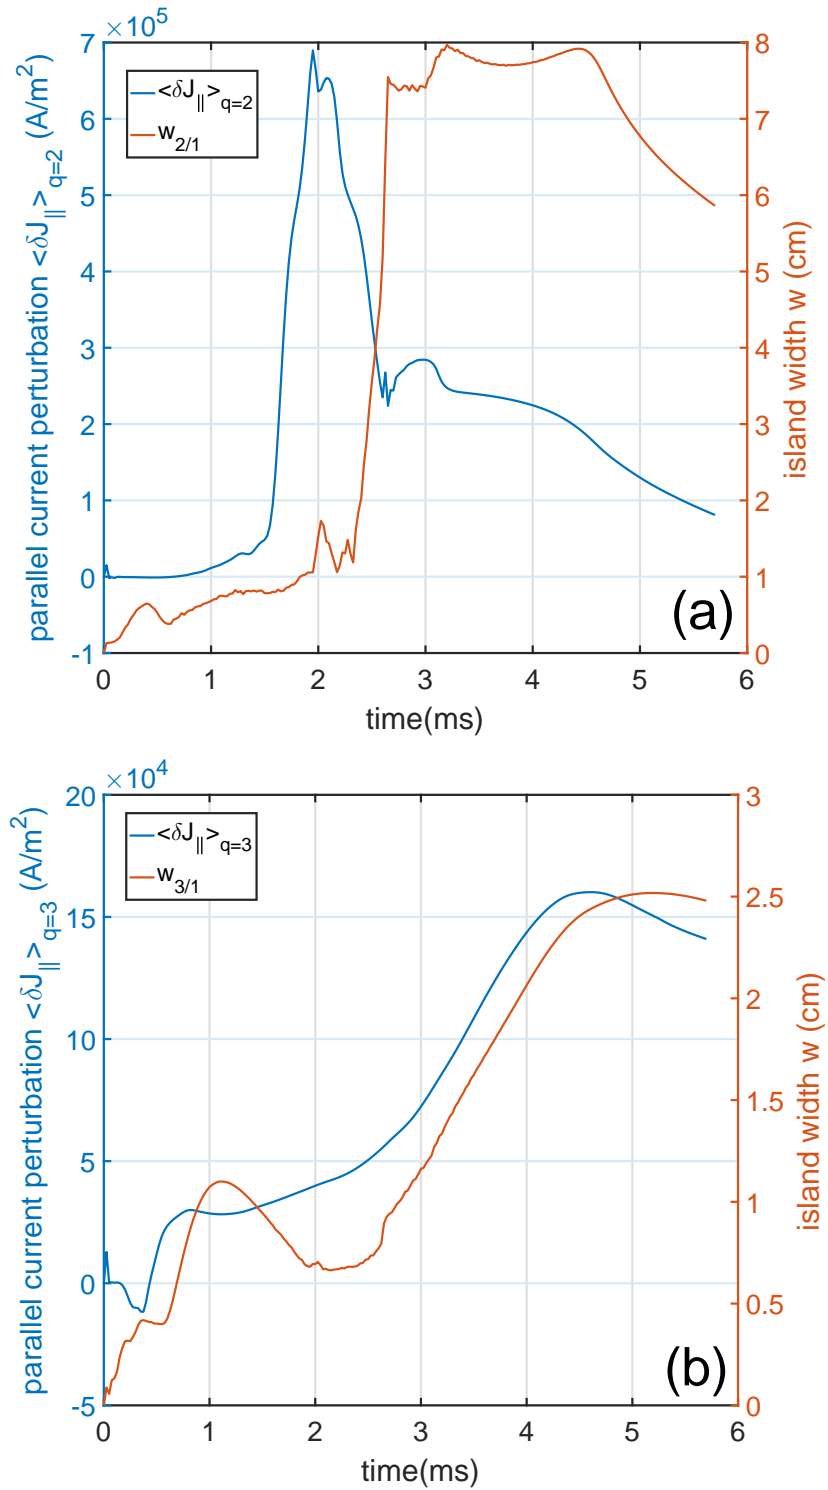 ×10^5
7
6
5
4
3
2
1
0
-1
parallel current perturbation <δJ_||>_q=2 (A/m^2)
<δJ_||>_q=2
w_2/1
8
7
6
5
4
3
2
1
0
island width w (cm)
(a)
0 1 2 3 4 5 6
time(ms)
×10^4
20
15
10
5
0
-5
parallel current perturbation <δJ_||>_q=3 (A/m^2)
<δJ_||>_q=3
w_3/1
3
2.5
2
1.5
1
0.5
0
island width w (cm)
(b)
0 1 2 3 4 5 6
time(ms)